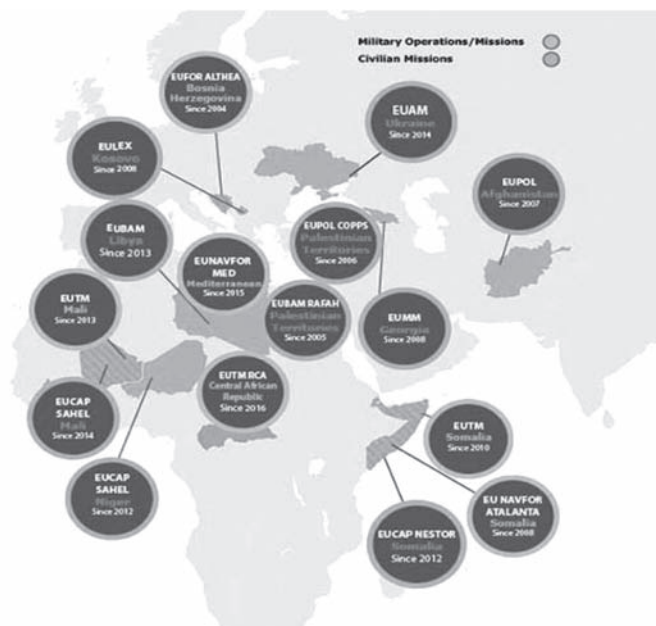 Military Operations/Missions
Civilian Missions
EUFOR ALTHEA
Bosnia
Herzegovina
Since 2004
EUAM
Ukraine
Since 2014
EULEX
Kosovo
Since 2008
EUPOL
Afghanistan
Since 2007
EUBAM
Libya
Since 2013
EUPOL COPPS
Palestinian
Territories
Since 2006
EUNAVFOR
MED
Mediterranean
Since 2015
EUTM
Mali
Since 2013
EUBAM RAFAH
Palestinian
Territories
Since 2005
EUMM
Georgia
Since 2008
EUTM RCA
Central African
Republic
Since 2016
EUCAP
SAHEL
Mali
Since 2014
EUTM
Somalia
Since 2010
EUCAP
SAHEL
Niger
Since 2012
EU NAVFOR
ATALANTA
Somalia
Since 2008
EUCAP NESTOR
Somalia
Since 2012